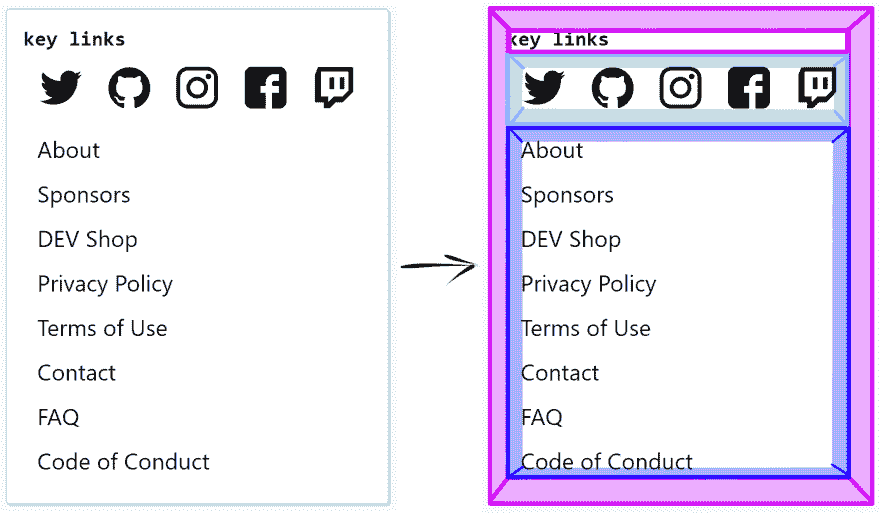 key links
About
Sponsors
DEV Shop
Privacy Policy
Terms of Use
Contact
FAQ
Code of Conduct
key links
About
Sponsors
DEV Shop
Privacy Policy
Terms of Use
Contact
FAQ
Code of Conduct